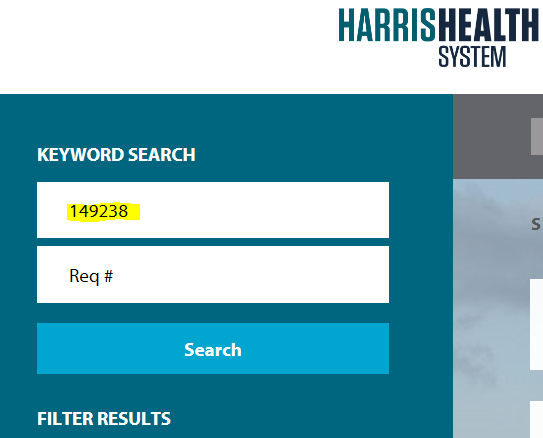 HARRISHEALTH
SYSTEM
KEYWORD SEARCH
149238
Req #
Search
FILTER RESULTS
S